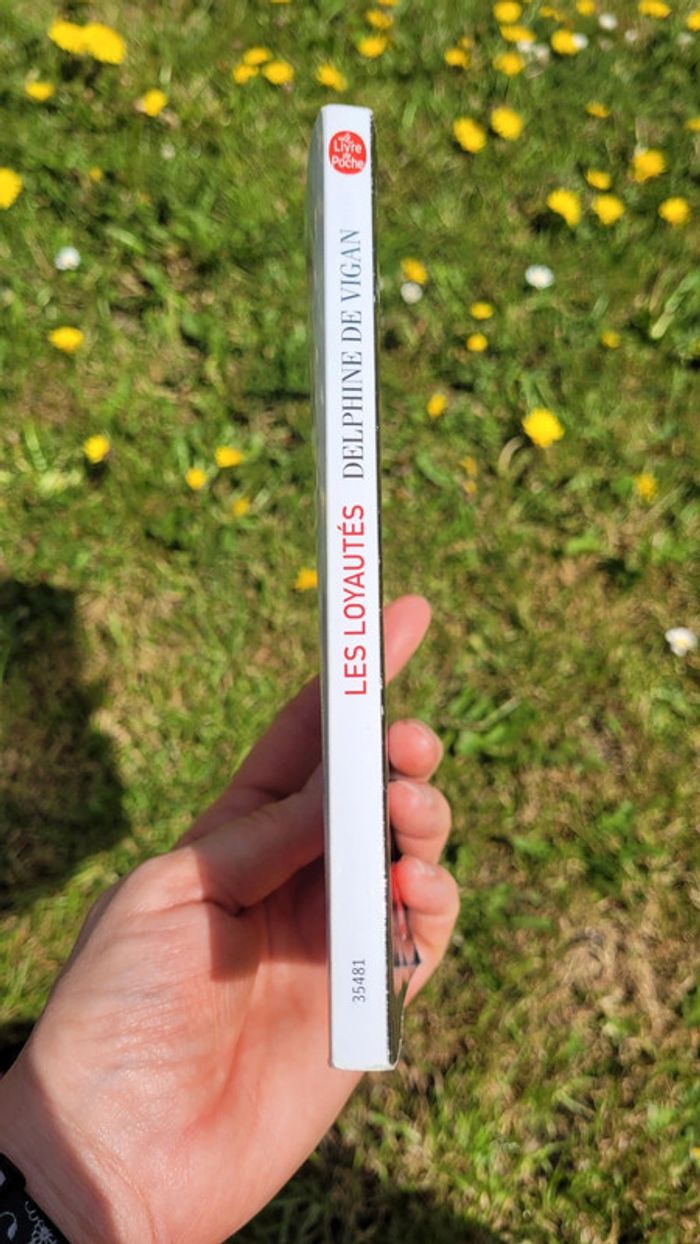 Le
Livre
de
Poche
LES LOYAUTÉS DELPHINE DE VIGAN
35481